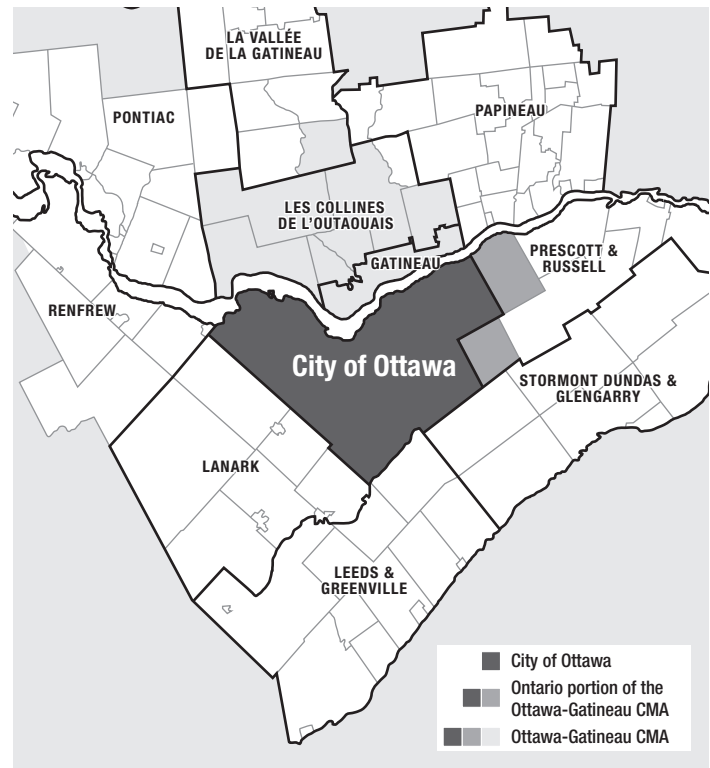 LA VALLÉE
DE LA GATINEAU
PONTIAC
PAPINEAU
LES COLLINES
DE L'OUTAOUAIS
GATINEAU
PRESCOTT &
RUSSELL
RENFREW
City of Ottawa
STORMONT DUNDAS &
GLENGARRY
LANARK
LEEDS &
GREENVILLE
City of Ottawa
Ontario portion of the
Ottawa-Gatineau CMA
Ottawa-Gatineau CMA